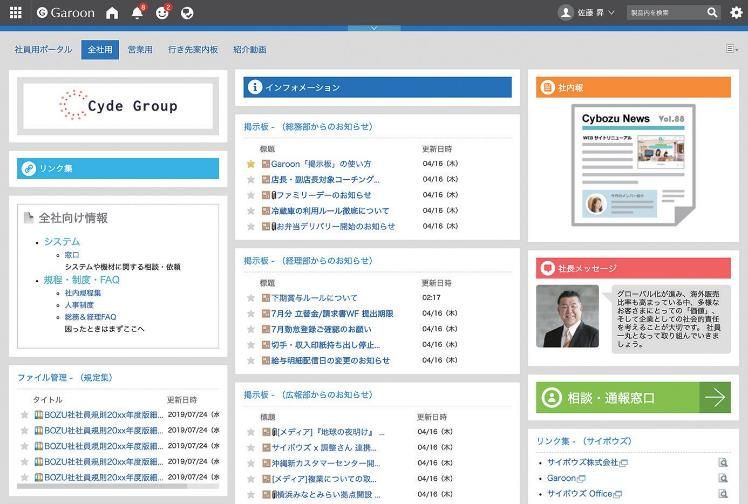 Garoon
8
2
佐藤 昇
製品内を検索
社員用ポータル
全社用
営業用
行き先案内板
紹介動画
Cyde Group
リンク集
全社向け情報
システム
窓口
システムや機材に関する相談・依頼
規程・制度・FAQ
社内規程集
人事制度
総務&経理FAQ
困ったときはまずここへ
ファイル管理 - （規定集）
タイトル 更新日時
BOZU社社員規則20xx年度版細... 2019/07/24（水
BOZU社社員規則20xx年度版細... 2019/07/24（水
BOZU社社員規則20xx年度版細... 2019/07/24（水
BOZU社社員規則20xx年度版細... 2019/07/24（水
BOZU社社員規則20xx年度版細... 2019/07/24（水
インフォメーション
掲示板 - （総務部からのお知らせ）
標題 更新日時
Garoon「掲示板」の使い方 04/16（木）
店長・副店長対象コーチング... 04/16（木）
ファミリーデーのお知らせ 04/16（木）
冷蔵庫の利用ルール徹底について 04/16（木）
お弁当デリバリー開始のお知らせ 04/16（木）
掲示板 - （経理部からのお知らせ）
標題 更新日時
下期賞与ルールについて 02:17
7月分 立替金/請求書WF 提出期限 04/16（木）
7月勤怠登録ご確認のお願い 04/16（木）
切手・収入印紙持ち出し停止... 04/16（木）
給与明細配信日の変更のお知らせ 04/16（木）
掲示板 - （広報部からのお知らせ）
標題 更新日時
[メディア]『地球の夜明け』 ... 04/16（木）
サイボウズ x 調整さん 連携... 04/16（木）
沖縄新カスタマーセンター開... 04/16（木）
[メディア]複業についての取... 04/16（木）
横浜みなとみらい拠点開設 ... 04/16（木）
社内報
Cybozu News Vol.88
WEB サイトリニューアル
今月のメンバー紹介
社長メッセージ
グローバル化が進み、海外販売
比率も高まっている中、多様な
お客さまにとっての「価値」、
そして企業としての社会的責任
を考えることが大切です。 社員
一丸となって取り組んでいきま
しょう。
相談・通報窓口
リンク集 - （サイボウズ）
サイボウズ株式会社
Garoon
サイボウズ Office